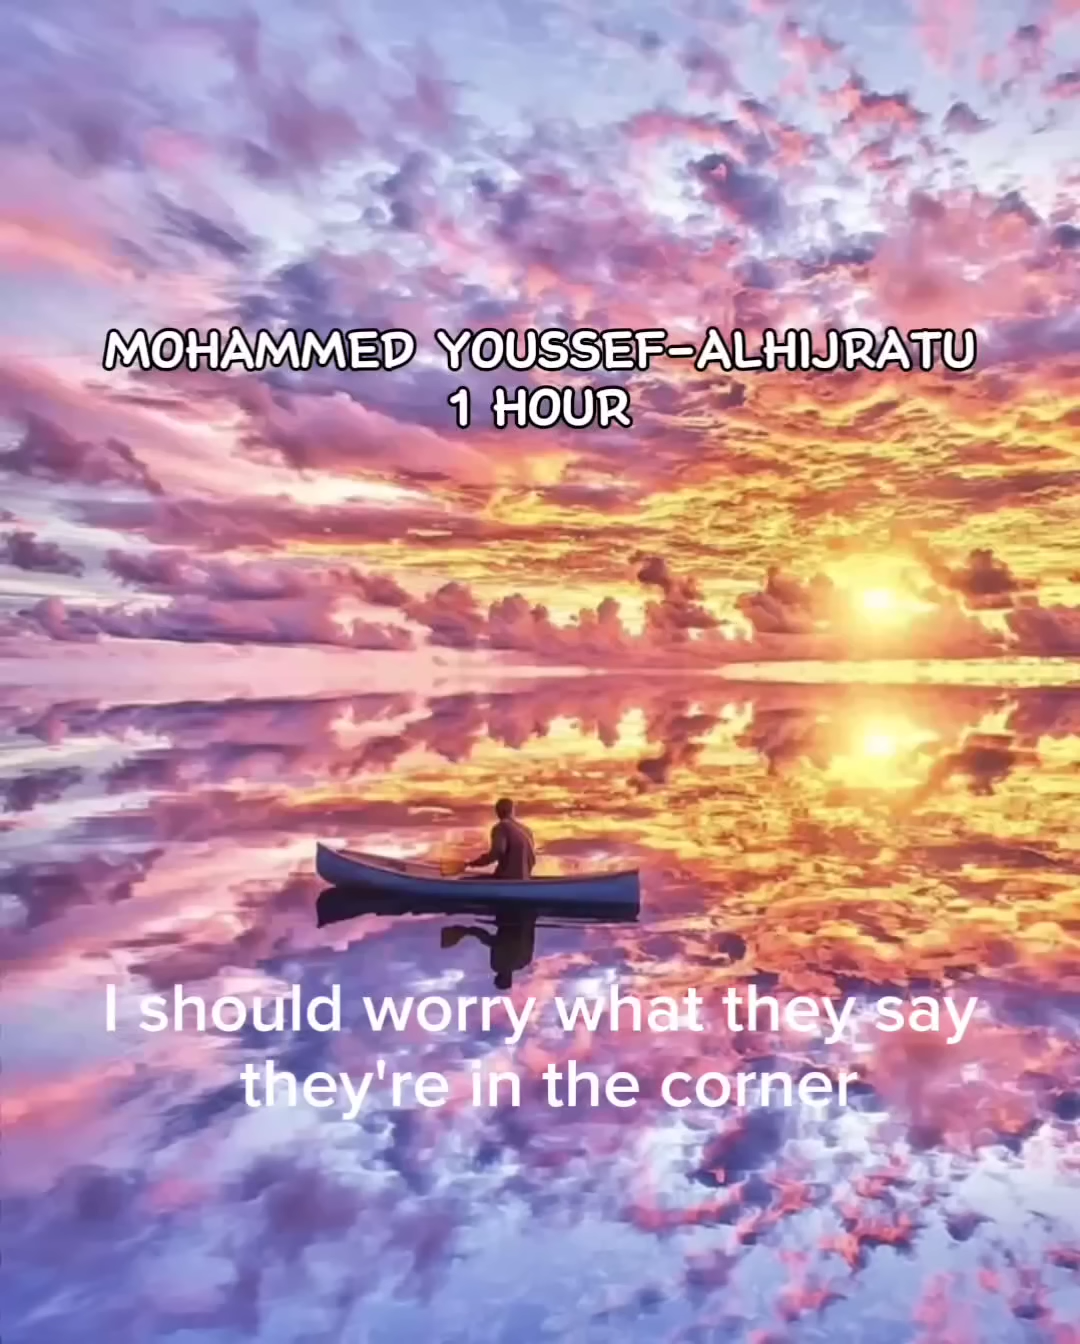 MOHAMMED YOUSSEF-ALHIJRATU
1 HOUR
I should worry what they say
they're in the corner